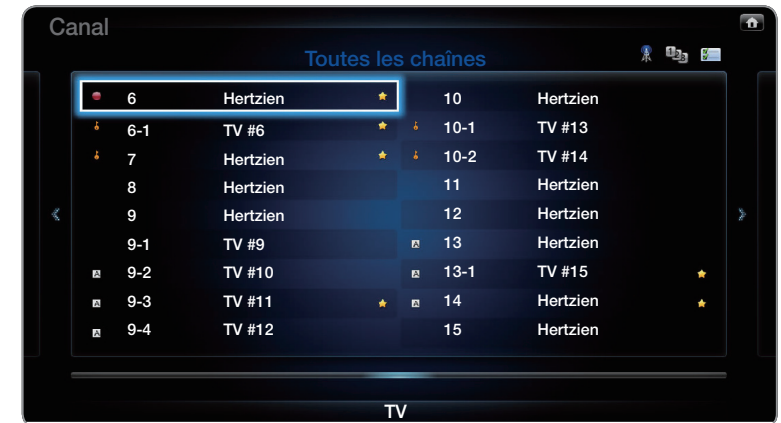 Canal
Toutes les chaînes
6 Hertzien
6-1 TV #6
7 Hertzien
8 Hertzien
9 Hertzien
9-1 TV #9
A 9-2 TV #10
A 9-3 TV #11
A 9-4 TV #12
10 Hertzien
10-1 TV #13
10-2 TV #14
11 Hertzien
12 Hertzien
A 13 Hertzien
A 13-1 TV #15
A 14 Hertzien
15 Hertzien
TV